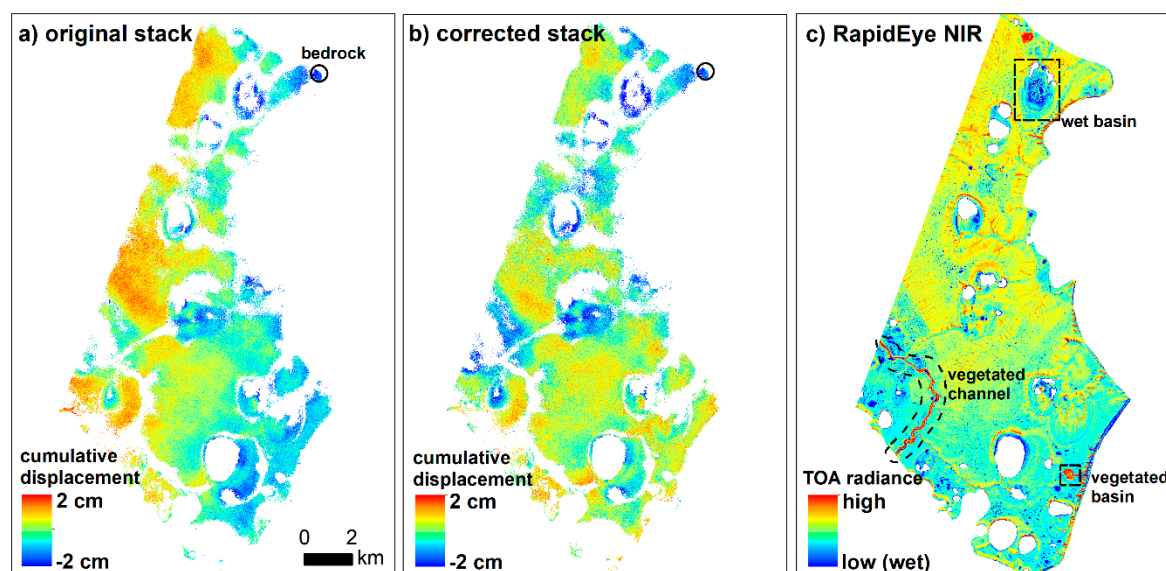 a) original stack
bedrock
cumulative
displacement
2 cm
-2 cm
0 2
km
b) corrected stack
cumulative
displacement
2 cm
-2 cm
c) RapidEye NIR
wet basin
vegetated
channel
TOA radiance
high
low (wet)
vegetated
basin